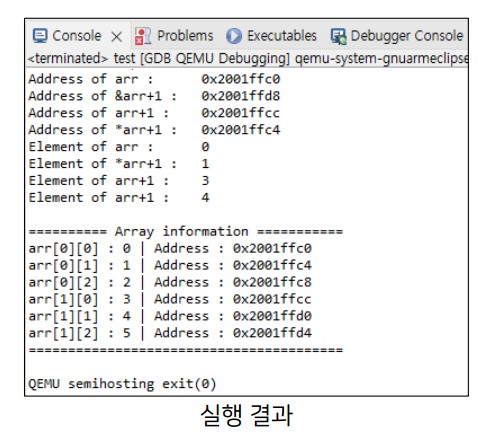 Console Problems Executables Debugger Console
<terminated> test [GDB QEMU Debugging] qemu-system-gnuarmeclipse
Address of arr : 0x2001ffc0
Address of &arr+1 : 0x2001ffd8
Address of arr+1 : 0x2001ffcc
Address of *arr+1 : 0x2001ffc4
Element of arr : 0
Element of *arr+1 : 1
Element of arr+1 : 3
Element of arr+1 : 4
========== Array information ===========
arr[0][0] : 0 | Address : 0x2001ffc0
arr[0][1] : 1 | Address : 0x2001ffc4
arr[0][2] : 2 | Address : 0x2001ffc8
arr[1][0] : 3 | Address : 0x2001ffcc
arr[1][1] : 4 | Address : 0x2001ffd0
arr[1][2] : 5 | Address : 0x2001ffd4
========================================
QEMU semihosting exit(0)
실행 결과